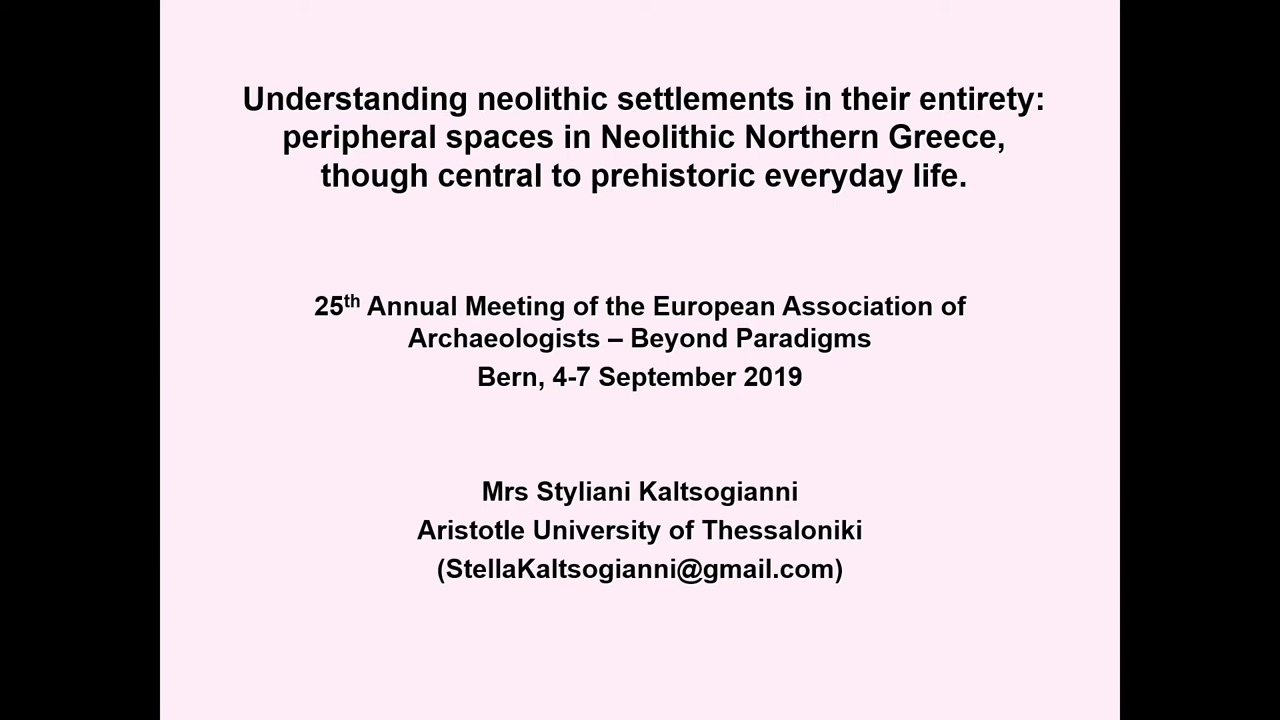 Understanding neolithic settlements in their entirety:
peripheral spaces in Neolithic Northern Greece,
though central to prehistoric everyday life.
25th Annual Meeting of the European Association of
Archaeologists – Beyond Paradigms
Bern, 4-7 September 2019
Mrs Styliani Kaltsogianni
Aristotle University of Thessaloniki
(StellaKaltsogianni@gmail.com)